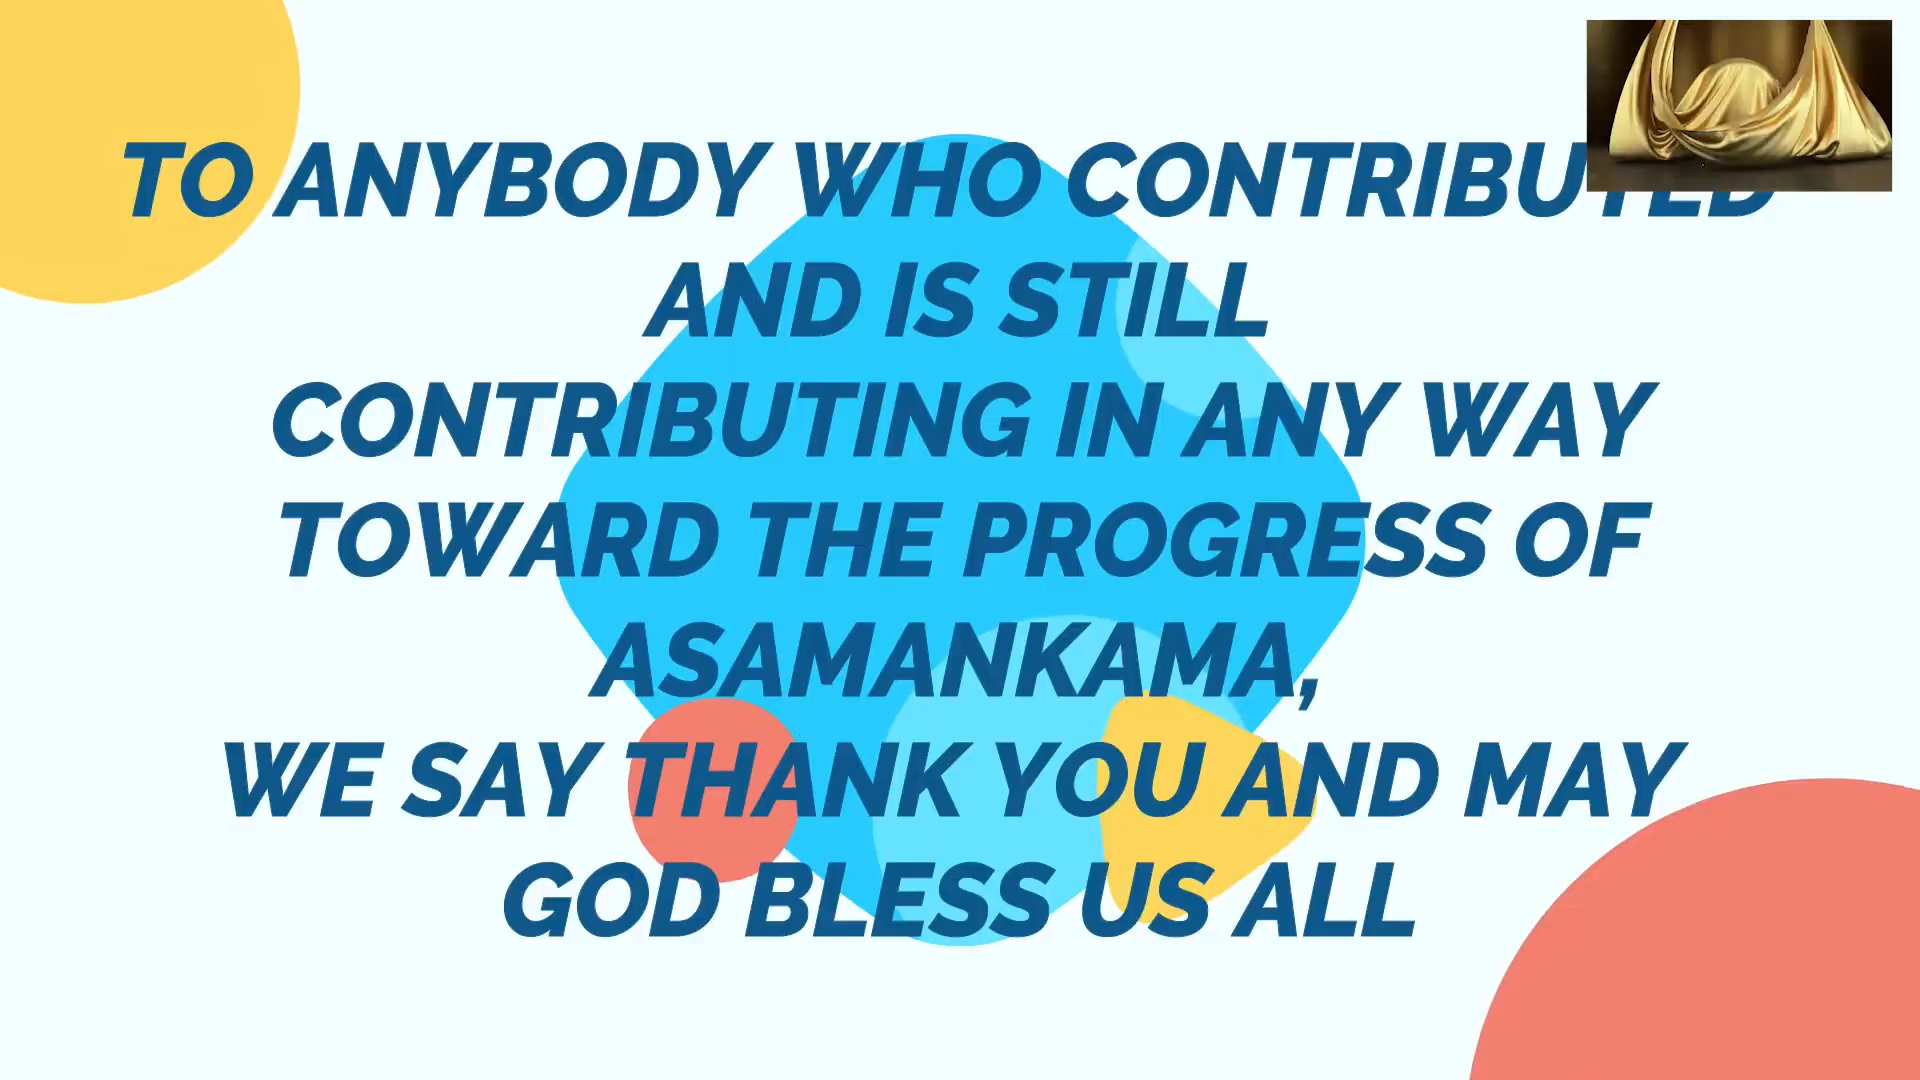 TO ANYBODY WHO CONTRIBUTED
AND IS STILL
CONTRIBUTING IN ANY WAY
TOWARD THE PROGRESS OF
ASAMANKAMA,
WE SAY THANK YOU AND MAY
GOD BLESS US ALL